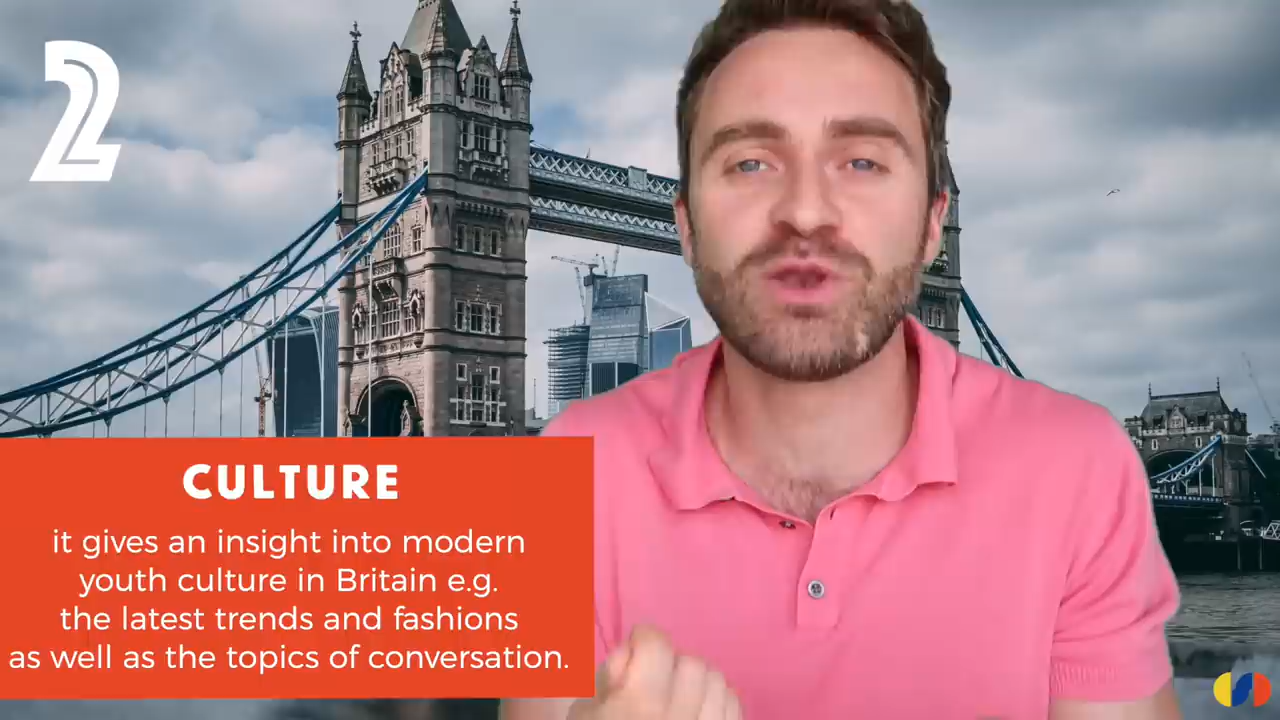 2
CULTURE
it gives an insight into modern
youth culture in Britain e.g.
the latest trends and fashions
as well as the topics of conversation.